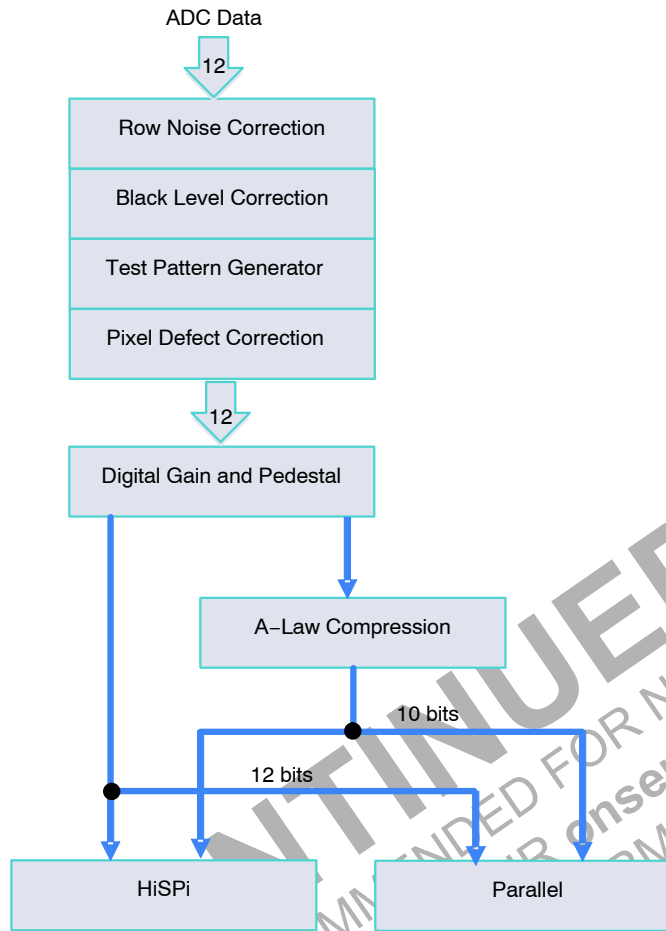 ADC Data
12
Row Noise Correction
Black Level Correction
Test Pattern Generator
Pixel Defect Correction
12
Digital Gain and Pedestal
A−Law Compression
10 bits
12 bits
HiSPi
Parallel
onse